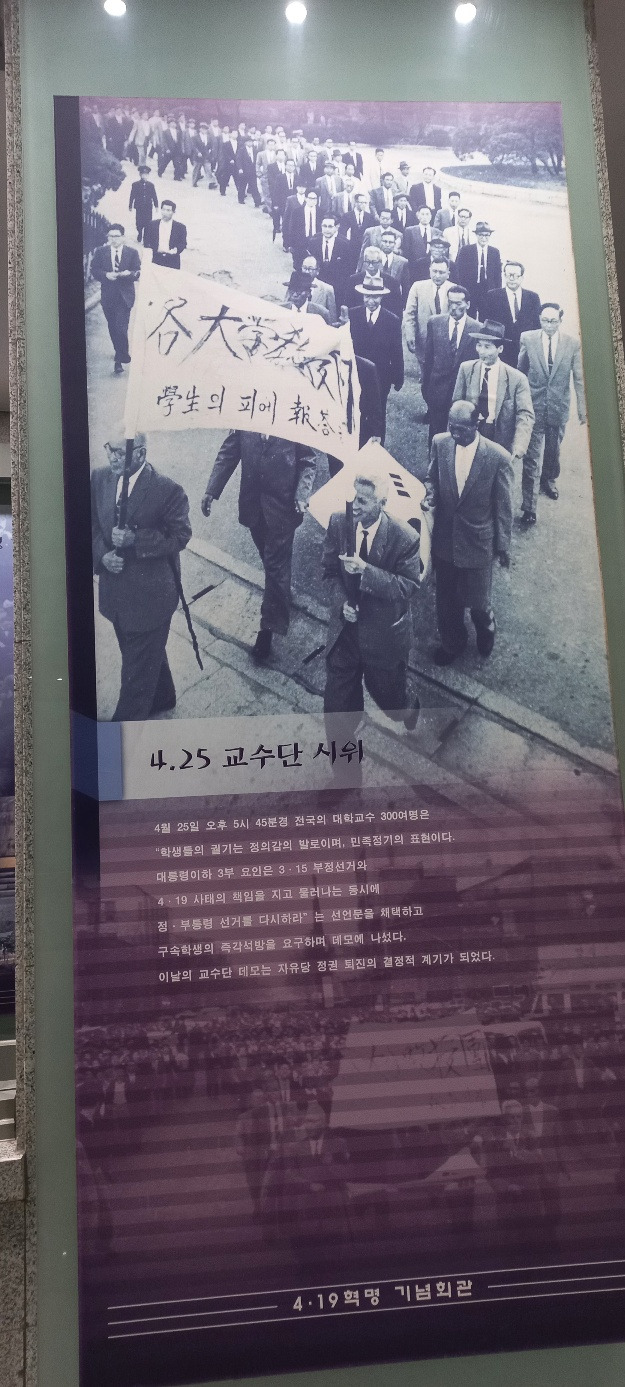 各大学教授団
學生의 피에 報答
4.25 교수단 시위
4월 25일 오후 5시 45분경 전국의 대학교수 300여명은
"학생들의 궐기는 정의감의 발로이며, 민족정기의 표현이다.
대통령이하 3부 요인은 3·15 부정선거와
4·19 사태의 책임을 지고 물러나는 동시에
정·부통령 선거를 다시하라" 는 선언문을 채택하고
구속학생의 즉각석방을 요구하며 데모에 나섰다.
이날의 교수단 데모는 자유당 정권 퇴진의 결정적 계기가 되었다.
4·19혁명 기념회관